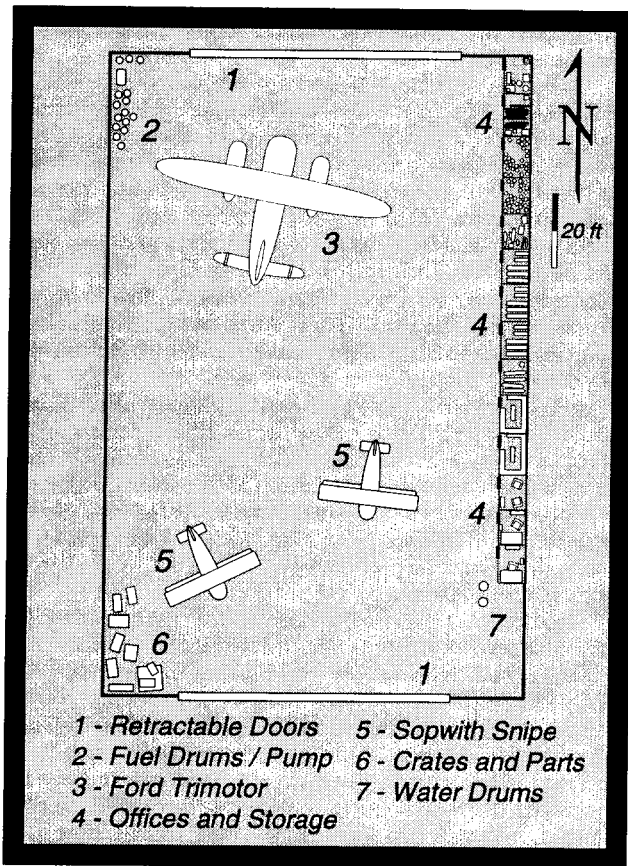 1
2
4
N
3
20 ft
4
5
4
5
7
6
1
1 - Retractable Doors
2 - Fuel Drums / Pump
3 - Ford Trimotor
4 - Offices and Storage
5 - Sopwith Snipe
6 - Crates and Parts
7 - Water Drums